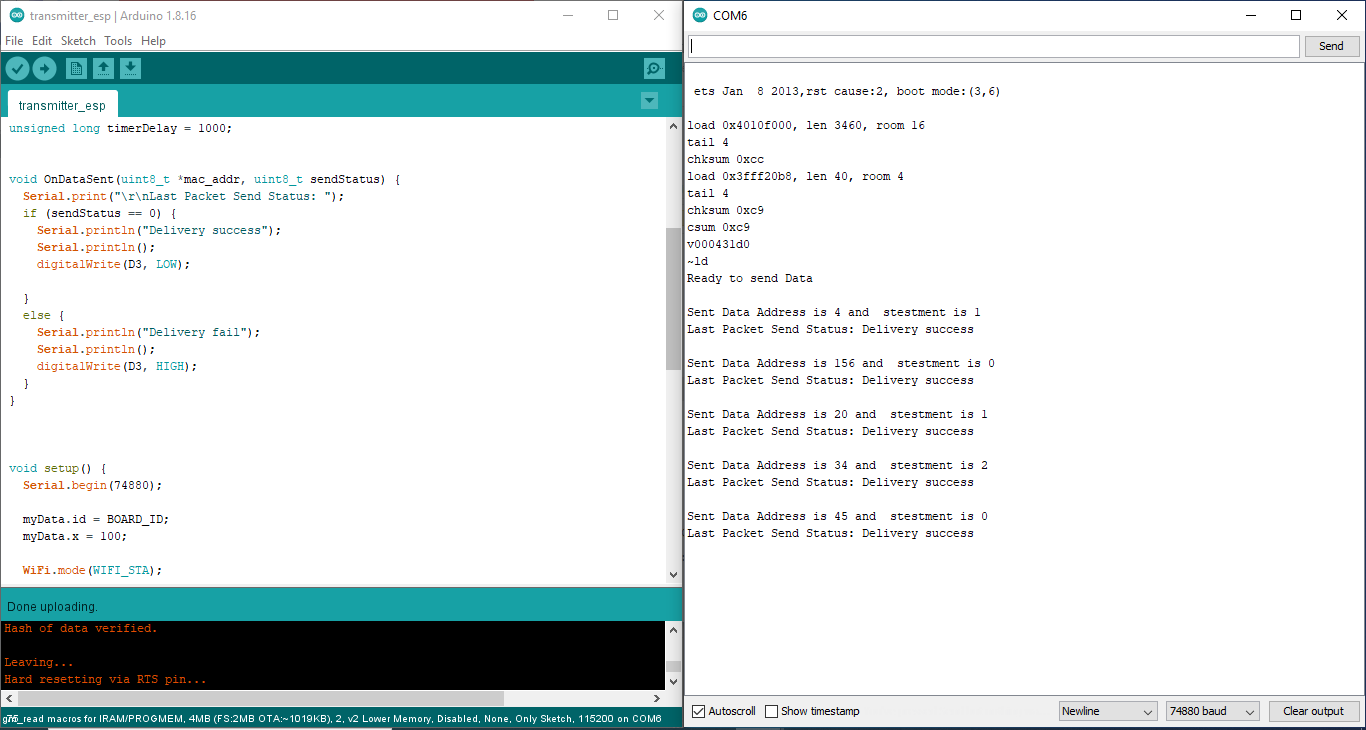 transmitter_esp | Arduino 1.8.16
File Edit Sketch Tools Help
transmitter_esp
unsigned long timerDelay = 1000;
void OnDataSent(uint8_t *mac_addr, uint8_t sendStatus) {
Serial.print("\r\nLast Packet Send Status: ");
if (sendStatus == 0) {
Serial.println("Delivery success");
Serial.println();
digitalWrite(D3, LOW);
}
else {
Serial.println("Delivery fail");
Serial.println();
digitalWrite(D3, HIGH);
}
}
void setup() {
Serial.begin(74880);
myData.id = BOARD_ID;
myData.x = 100;
WiFi.mode(WIFI_STA);
Done uploading.
Hash of data verified.
Leaving...
Hard resetting via RTS pin...
_read macros for IRAM/PROGMEM, 4MB (FS:2MB OTA:~1019KB), 2, v2 Lower Memory, Disabled, None, Only Sketch, 115200 on COM6
COM6
Send
ets Jan  8 2013,rst cause:2, boot mode:(3,6)
load 0x4010f000, len 3460, room 16
tail 4
chksum 0xcc
load 0x3fff20b8, len 40, room 4
tail 4
chksum 0xc9
csum 0xc9
v000431d0
~ld
Ready to send Data
Sent Data Address is 4 and  stestment is 1
Last Packet Send Status: Delivery success
Sent Data Address is 156 and  stestment is 0
Last Packet Send Status: Delivery success
Sent Data Address is 20 and  stestment is 1
Last Packet Send Status: Delivery success
Sent Data Address is 34 and  stestment is 2
Last Packet Send Status: Delivery success
Sent Data Address is 45 and  stestment is 0
Last Packet Send Status: Delivery success
Autoscroll Show timestamp Newline 74880 baud Clear output